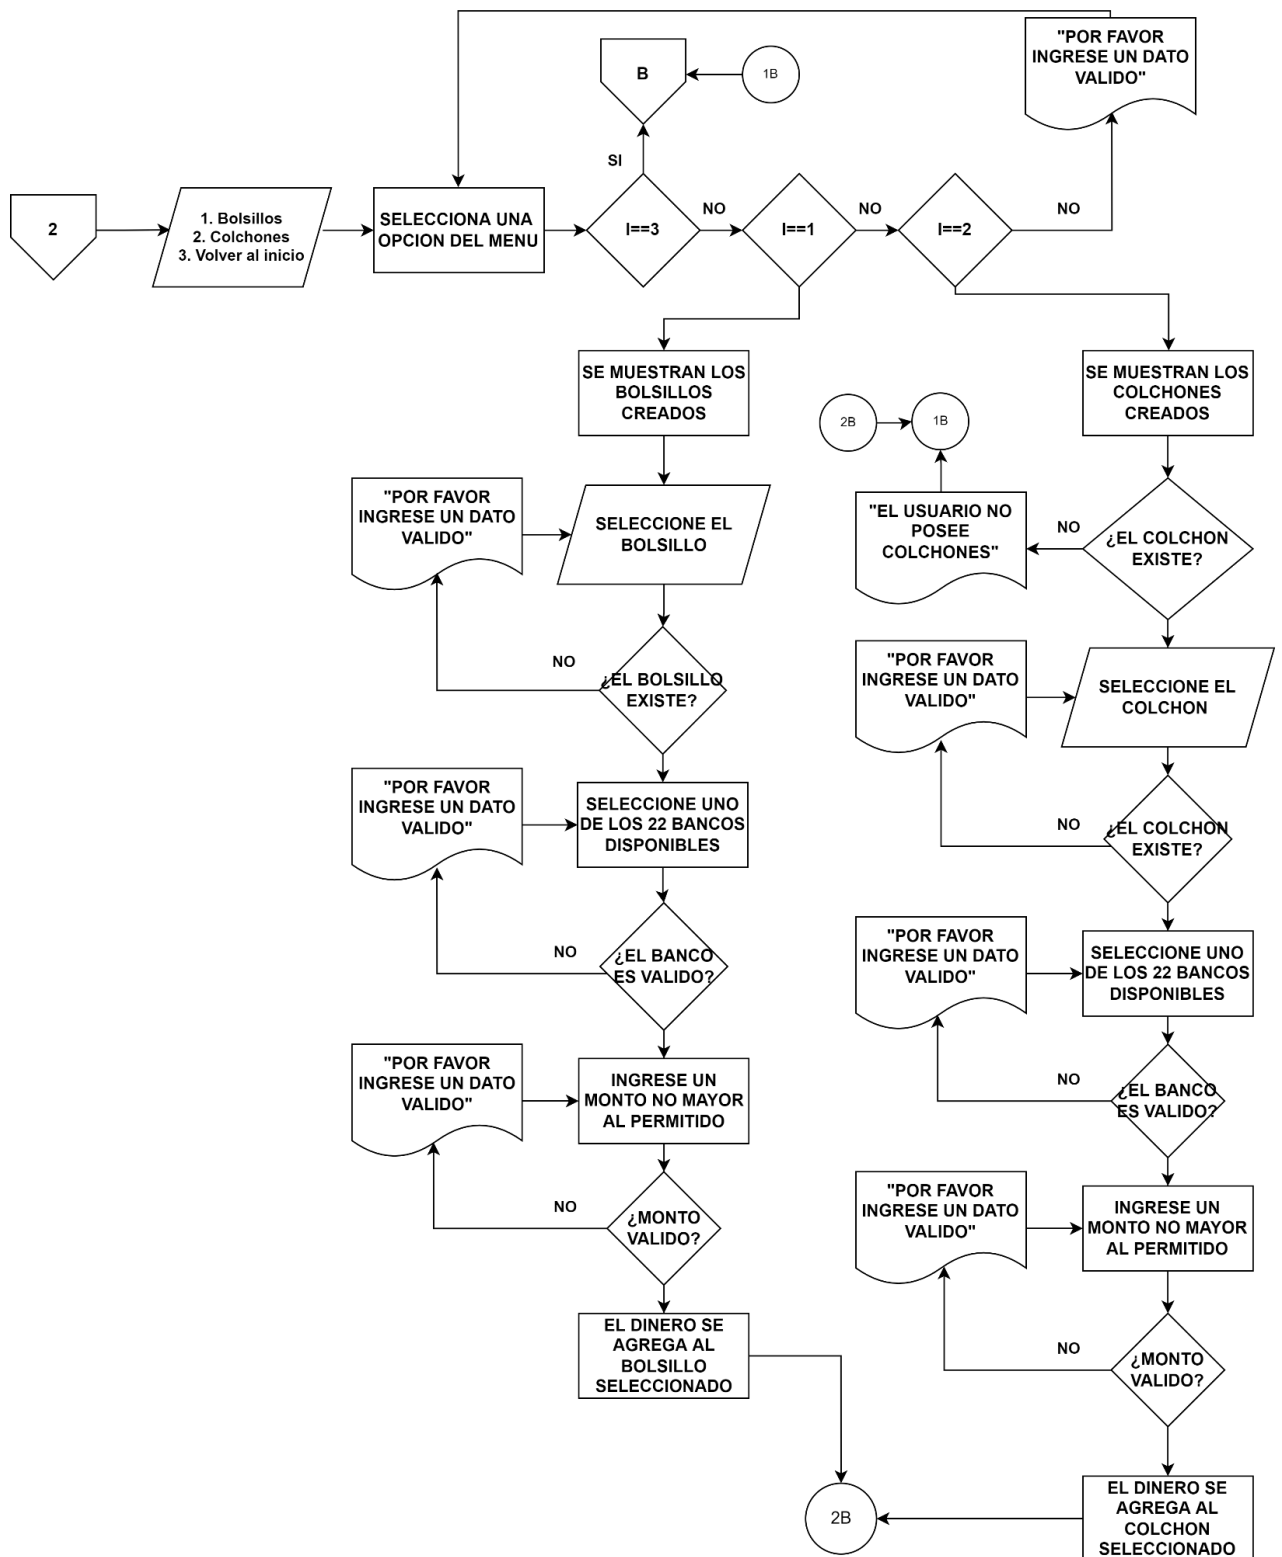 "POR FAVOR
INGRESE UN DATO
VALIDO"
B
1B
SI
2
1. Bolsillos
2. Colchones
3. Volver al inicio
SELECCIONA UNA
OPCION DEL MENU
I==3
NO
I==1
NO
I==2
NO
SE MUESTRAN LOS
BOLSILLOS
CREADOS
SE MUESTRAN LOS
COLCHONES
CREADOS
2B
1B
"POR FAVOR
INGRESE UN DATO
VALIDO"
SELECCIONE EL
BOLSILLO
"EL USUARIO NO
POSEE
COLCHONES"
NO
¿EL COLCHON
EXISTE?
NO
¿EL BOLSILLO
EXISTE?
"POR FAVOR
INGRESE UN DATO
VALIDO"
SELECCIONE EL
COLCHON
"POR FAVOR
INGRESE UN DATO
VALIDO"
SELECCIONE UNO
DE LOS 22 BANCOS
DISPONIBLES
NO
¿EL COLCHON
EXISTE?
NO
¿EL BANCO
ES VALIDO?
"POR FAVOR
INGRESE UN DATO
VALIDO"
SELECCIONE UNO
DE LOS 22 BANCOS
DISPONIBLES
"POR FAVOR
INGRESE UN DATO
VALIDO"
INGRESE UN
MONTO NO MAYOR
AL PERMITIDO
NO
¿EL BANCO
ES VALIDO?
NO
¿MONTO
VALIDO?
"POR FAVOR
INGRESE UN DATO
VALIDO"
INGRESE UN
MONTO NO MAYOR
AL PERMITIDO
EL DINERO SE
AGREGA AL
BOLSILLO
SELECCIONADO
NO
¿MONTO
VALIDO?
2B
EL DINERO SE
AGREGA AL
COLCHON
SELECCIONADO